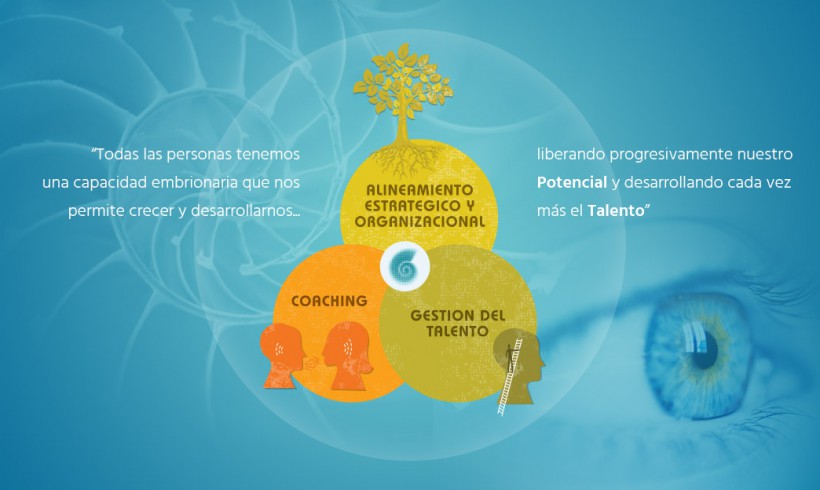 “Todas las personas tenemos
una capacidad embrionaria que nos
permite crecer y desarrollarnos...
liberando progresivamente nuestro
Potencial y desarrollando cada vez
más el Talento”
ALINEAMIENTO
ESTRATEGICO Y
ORGANIZACIONAL
COACHING
GESTION DEL
TALENTO